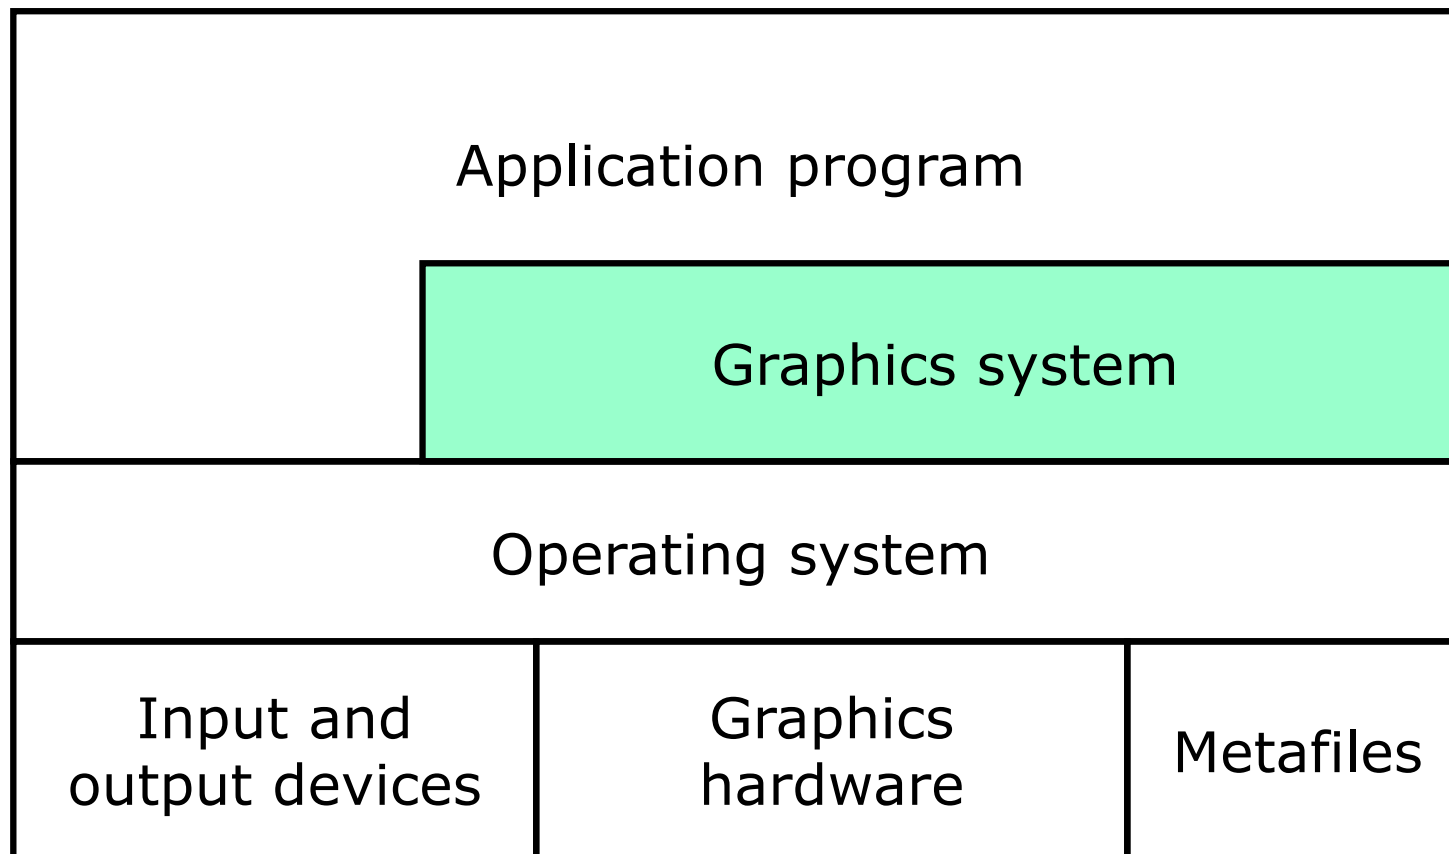 Application program
Graphics system
Operating system
Input and
output devices
Graphics
hardware
Metafiles